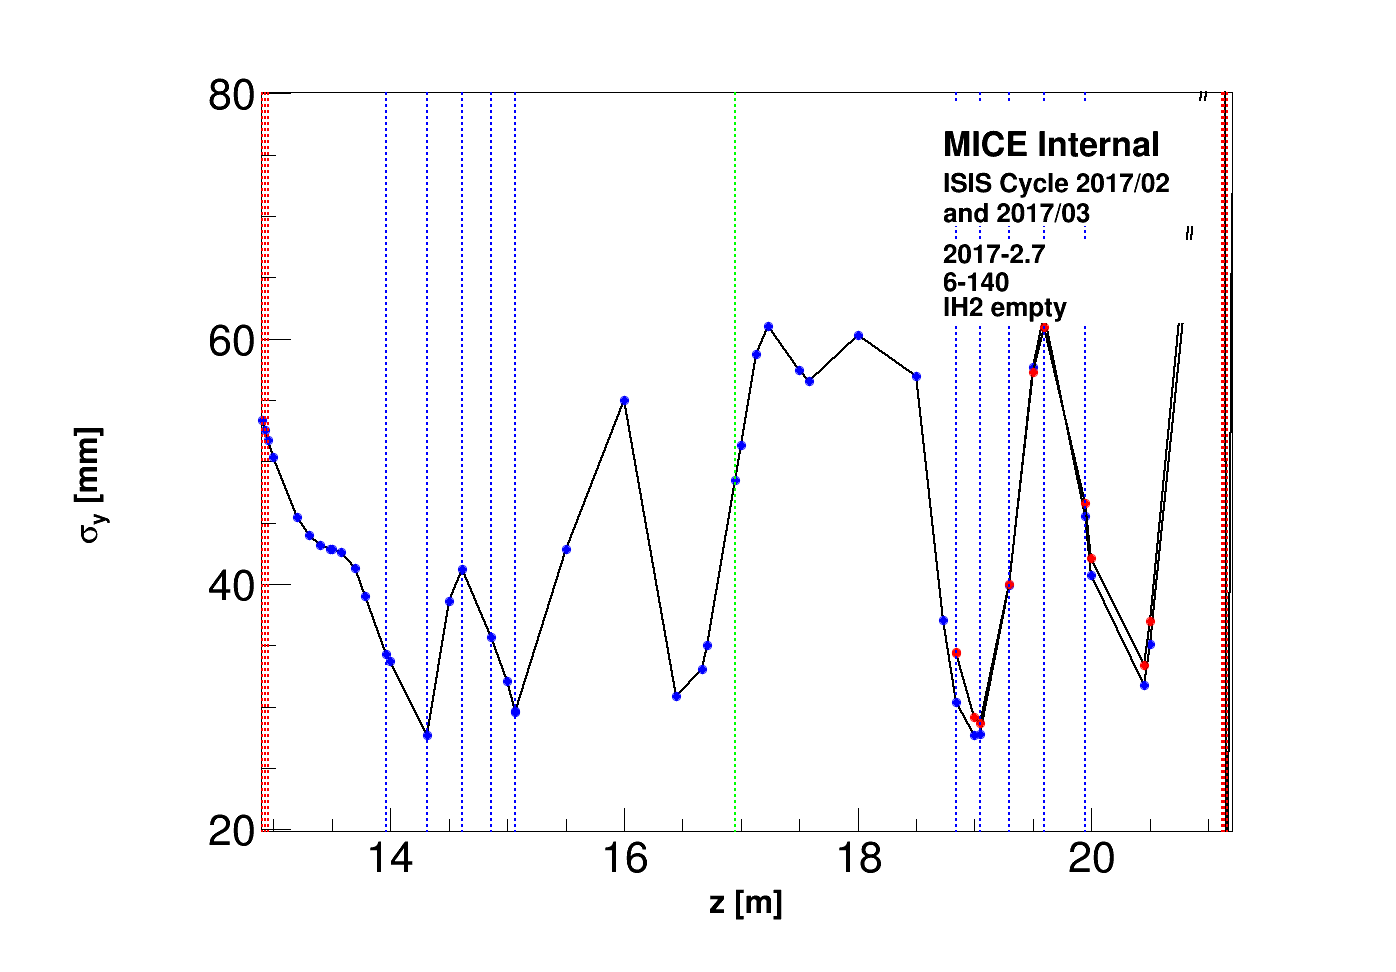 80
60
40
20
σy [mm]
MICE Internal
ISIS Cycle 2017/02
and 2017/03
2017-2.7
6-140
lH2 empty
14 16 18 20
z [m]